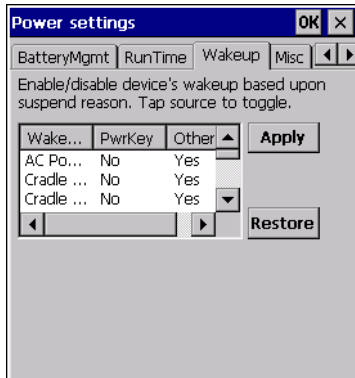 Power settings OK ×
BatteryMgmt RunTime Wakeup Misc
Enable/disable device's wakeup based upon
suspend reason. Tap source to toggle.
Wake... PwrKey Other Apply
AC Po... No Yes
Cradle ... No Yes
Cradle ... No Yes
Restore